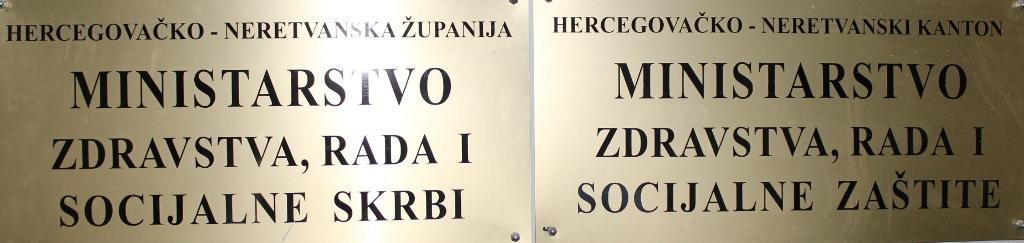 HERCEGOVAČKO - NERETVANSKA ŽUPANIJA
MINISTARSTVO
ZDRAVSTVA, RADA I
SOCIJALNE SKRBI
HERCEGOVAČKO - NERETVANSKI KANTON
MINISTARSTVO
ZDRAVSTVA, RADA I
SOCIJALNE ZAŠTITE